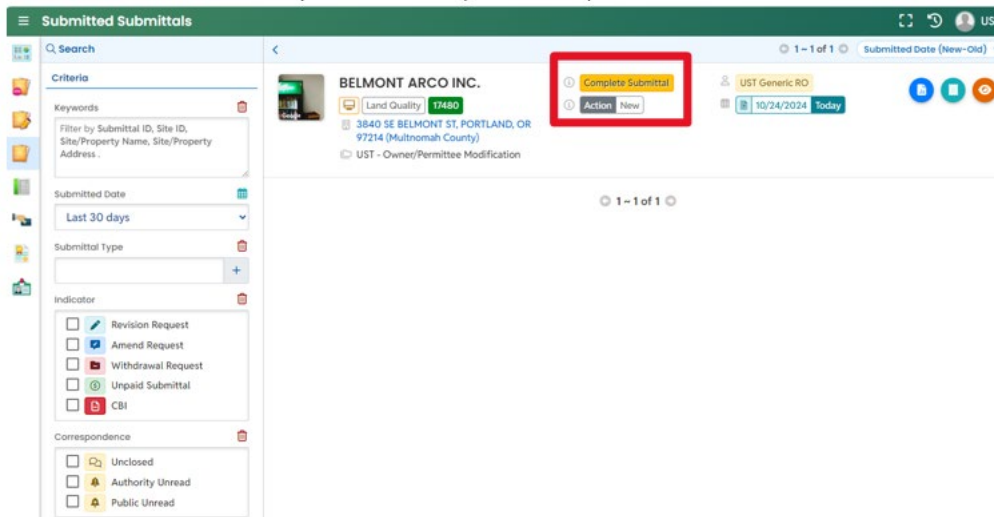 Submitted Submittals
US
Search
Criteria
Keywords
Filter by Submittal ID, Site ID,
Site/Property Name, Site/Property
Address .
Submitted Date
Last 30 days
Submittal Type
+
Indicator
Revision Request
Amend Request
Withdrawal Request
Unpaid Submittal
CBI
Correspondence
Unclosed
Authority Unread
Public Unread
1 ~ 1 of 1 Submitted Date (New-Old)
BELMONT ARCO INC.
Land Quality 17480
3840 SE BELMONT ST, PORTLAND, OR
97214 (Multnomah County)
UST - Owner/Permittee Modification
Complete Submittal
Action New
UST Generic RO
10/24/2024 Today
1 ~ 1 of 1